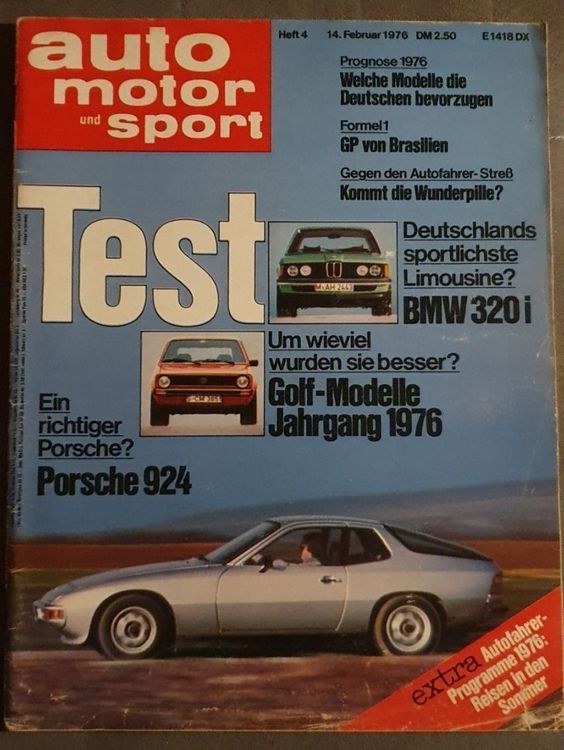 auto
motor
und sport
Heft 4 14. Februar 1976 DM 2.50 E 1418 DX
Prognose 1976
Welche Modelle die
Deutschen bevorzugen
Formel 1
GP von Brasilien
Gegen den Autofahrer-Streß
Kommt die Wunderpille?
Test
Deutschlands
sportlichste
Limousine?
BMW 320 i
M-AH 2443
Um wieviel
wurden sie besser?
Golf-Modelle
Jahrgang 1976
Ein
richtiger
Porsche?
Porsche 924
extra Autofahrer-
Programme 1976:
Reisen in den
Sommer